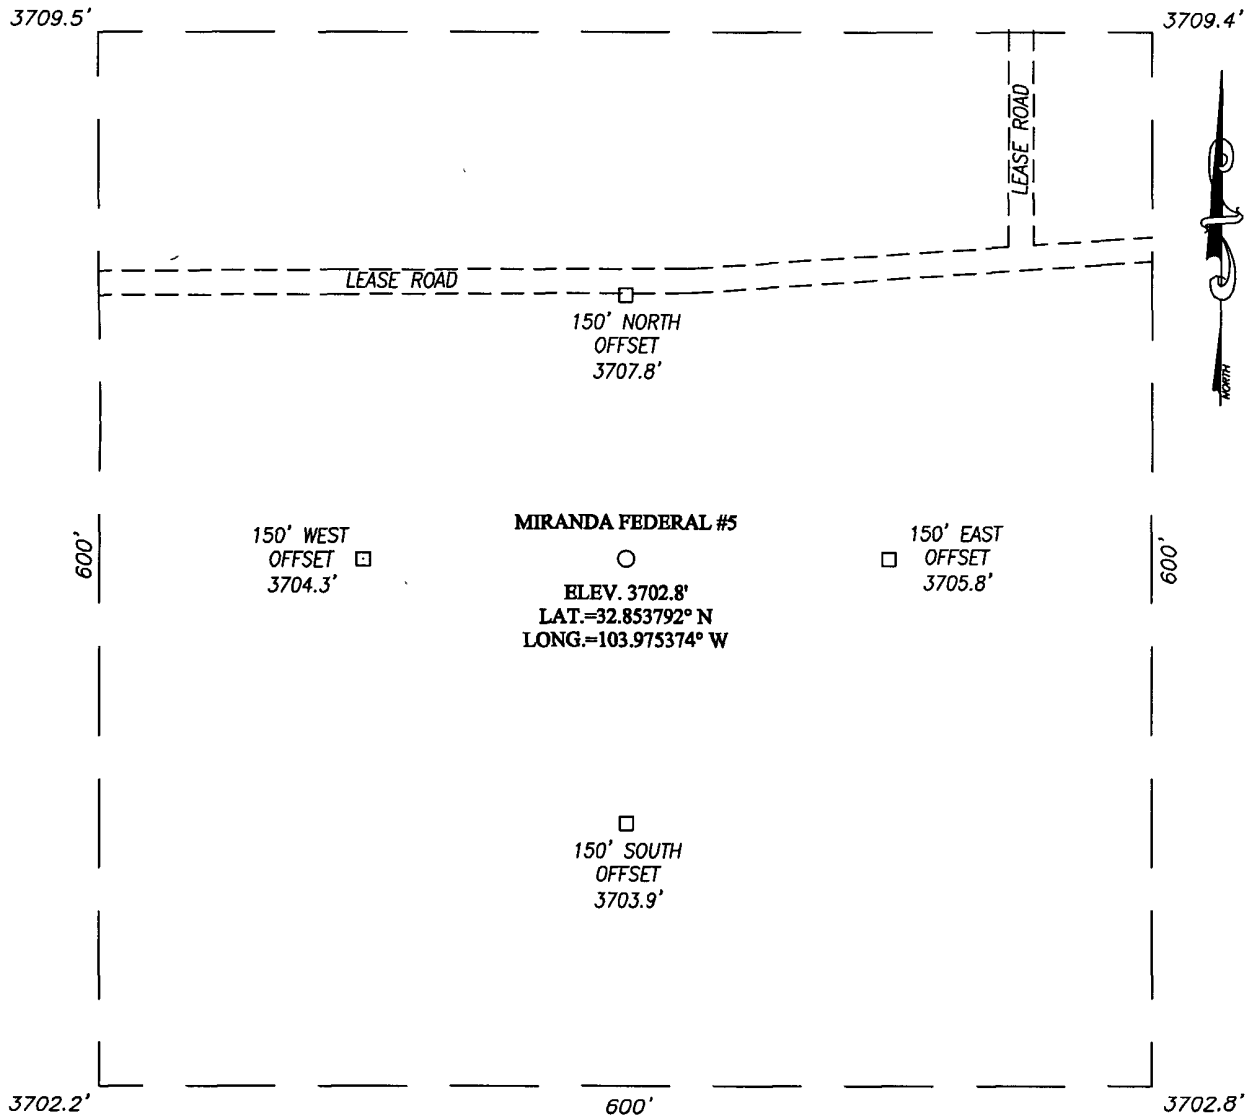 3709.5'
3709.4'
LEASE ROAD
LEASE ROAD
150' NORTH
OFFSET
3707.8'
NORTH
MIRANDA FEDERAL #5
ELEV. 3702.8'
LAT.=32.853792° N
LONG.=103.975374° W
150' WEST
OFFSET
3704.3'
150' EAST
OFFSET
3705.8'
600'
600'
150' SOUTH
OFFSET
3703.9'
3702.2'
600'
3702.8'